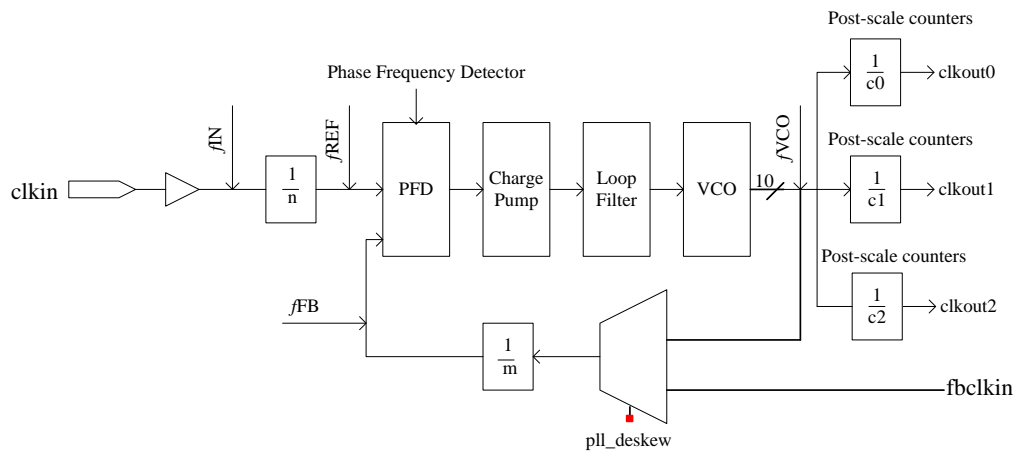 Post-scale counters
1
c0
clkout0
Phase Frequency Detector
fIN
fREF
fVCO
clkin
1
n
PFD
Charge
Pump
Loop
Filter
VCO
10
Post-scale counters
1
c1
clkout1
Post-scale counters
1
c2
clkout2
fFB
1
m
fbclkin
pll_deskew